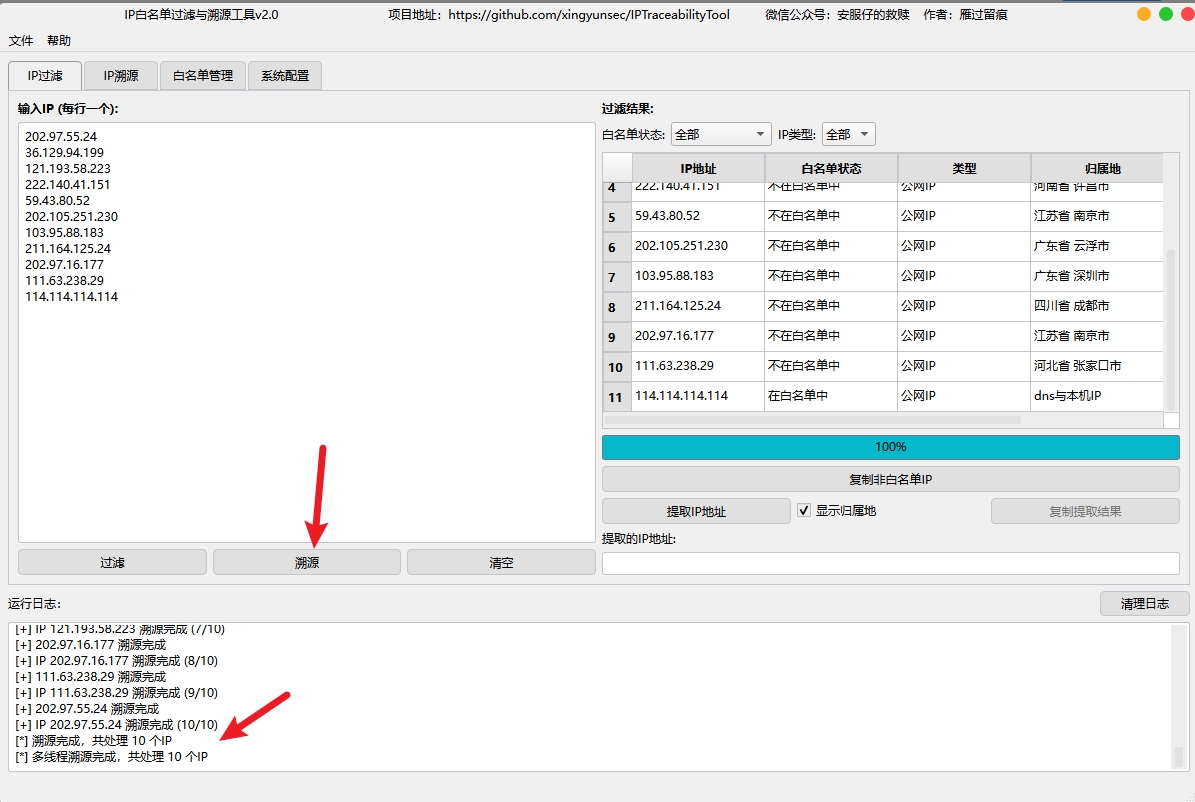 IP白名单过滤与溯源工具v2.0 项目地址：https://github.com/xingyunsec/IPTraceabilityTool 微信公众号：安服仔的救赎 作者：雁过留痕
文件 帮助
IP过滤 IP溯源 白名单管理 系统配置
输入IP (每行一个):
202.97.55.24
36.129.94.199
121.193.58.223
222.140.41.151
59.43.80.52
202.105.251.230
103.95.88.183
211.164.125.24
202.97.16.177
111.63.238.29
114.114.114.114
过滤 溯源 清空
过滤结果:
白名单状态: 全部 IP类型: 全部
IP地址 白名单状态 类型 归属地
4 222.140.41.151 不在白名单中 公网IP 河南省 许昌市
5 59.43.80.52 不在白名单中 公网IP 江苏省 南京市
6 202.105.251.230 不在白名单中 公网IP 广东省 云浮市
7 103.95.88.183 不在白名单中 公网IP 广东省 深圳市
8 211.164.125.24 不在白名单中 公网IP 四川省 成都市
9 202.97.16.177 不在白名单中 公网IP 江苏省 南京市
10 111.63.238.29 不在白名单中 公网IP 河北省 张家口市
11 114.114.114.114 在白名单中 公网IP dns与本机IP
100%
复制非白名单IP
提取IP地址 显示归属地 复制提取结果
提取的IP地址:
运行日志: 清理日志
[+] IP 121.193.58.223 溯源完成 (7/10)
[+] 202.97.16.177 溯源完成
[+] IP 202.97.16.177 溯源完成 (8/10)
[+] 111.63.238.29 溯源完成
[+] IP 111.63.238.29 溯源完成 (9/10)
[+] 202.97.55.24 溯源完成
[+] IP 202.97.55.24 溯源完成 (10/10)
[*] 溯源完成，共处理 10 个IP
[*] 多线程溯源完成，共处理 10 个IP